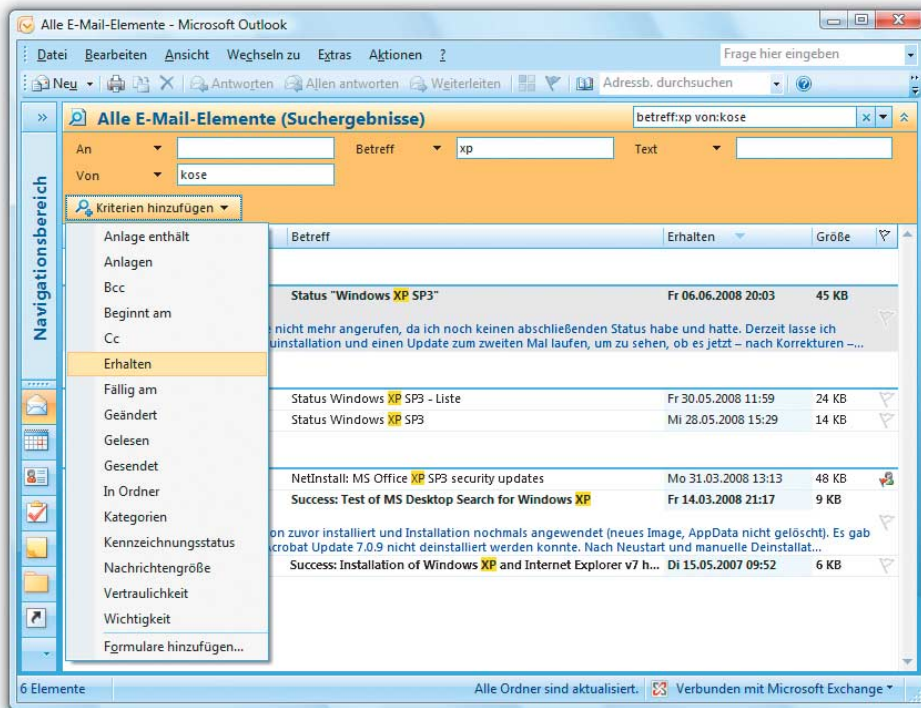 Alle E-Mail-Elemente - Microsoft Outlook
Datei Bearbeiten Ansicht Wechseln zu Extras Aktionen ?
Frage hier eingeben
Neu Antworten Allen antworten Weiterleiten Adressb. durchsuchen
Navigationsbereich
Alle E-Mail-Elemente (Suchergebnisse)
betreff:xp von:kose
An Betreff xp Text
Von kose
Kriterien hinzufügen
Anlage enthält
Anlagen
Bcc
Beginnt am
Cc
Erhalten
Fällig am
Geändert
Gelesen
Gesendet
In Ordner
Kategorien
Kennzeichnungsstatus
Nachrichtengröße
Vertraulichkeit
Wichtigkeit
Formulare hinzufügen...
Betreff Erhalten Größe
Status "Windows XP SP3" Fr 06.06.2008 20:03 45 KB
nicht mehr angerufen, da ich noch keinen abschließenden Status habe und hatte. Derzeit lasse ich
uinstallation und einen Update zum zweiten Mal laufen, um zu sehen, ob es jetzt – nach Korrekturen –...
Status Windows XP SP3 - Liste Fr 30.05.2008 11:59 24 KB
Status Windows XP SP3 Mi 28.05.2008 15:29 14 KB
NetInstall: MS Office XP SP3 security updates Mo 31.03.2008 13:13 48 KB
Success: Test of MS Desktop Search for Windows XP Fr 14.03.2008 21:17 9 KB
on zuvor installiert und Installation nochmals angewendet (neues Image, AppData nicht gelöscht). Es gab
crobat Update 7.0.9 nicht deinstalliert werden konnte. Nach Neustart und manuelle Deinstallat...
Success: Installation of Windows XP and Internet Explorer v7 h... Di 15.05.2007 09:52 6 KB
6 Elemente
Alle Ordner sind aktualisiert. Verbunden mit Microsoft Exchange